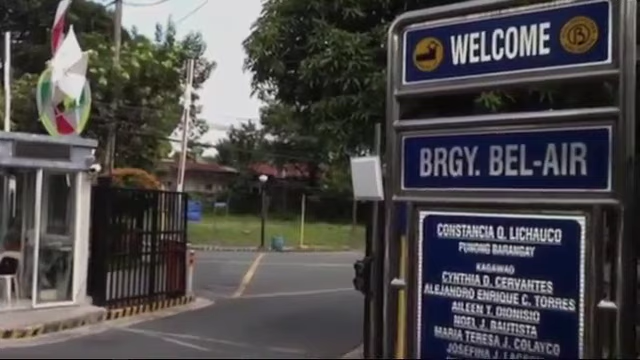 WELCOME
BRGY. BEL-AIR
CONSTANCIA Q. LICHAUCO
PUNONG BARANGAY
KAGAWAD
CYNTHIA D. CERVANTES
ALEJANDRO ENRIQUE C. TORRES
AILEEN T. DIONISIO
NOEL J. BAUTISTA
MARIA TERESA J. COLAYCO
JOSEFINA J.